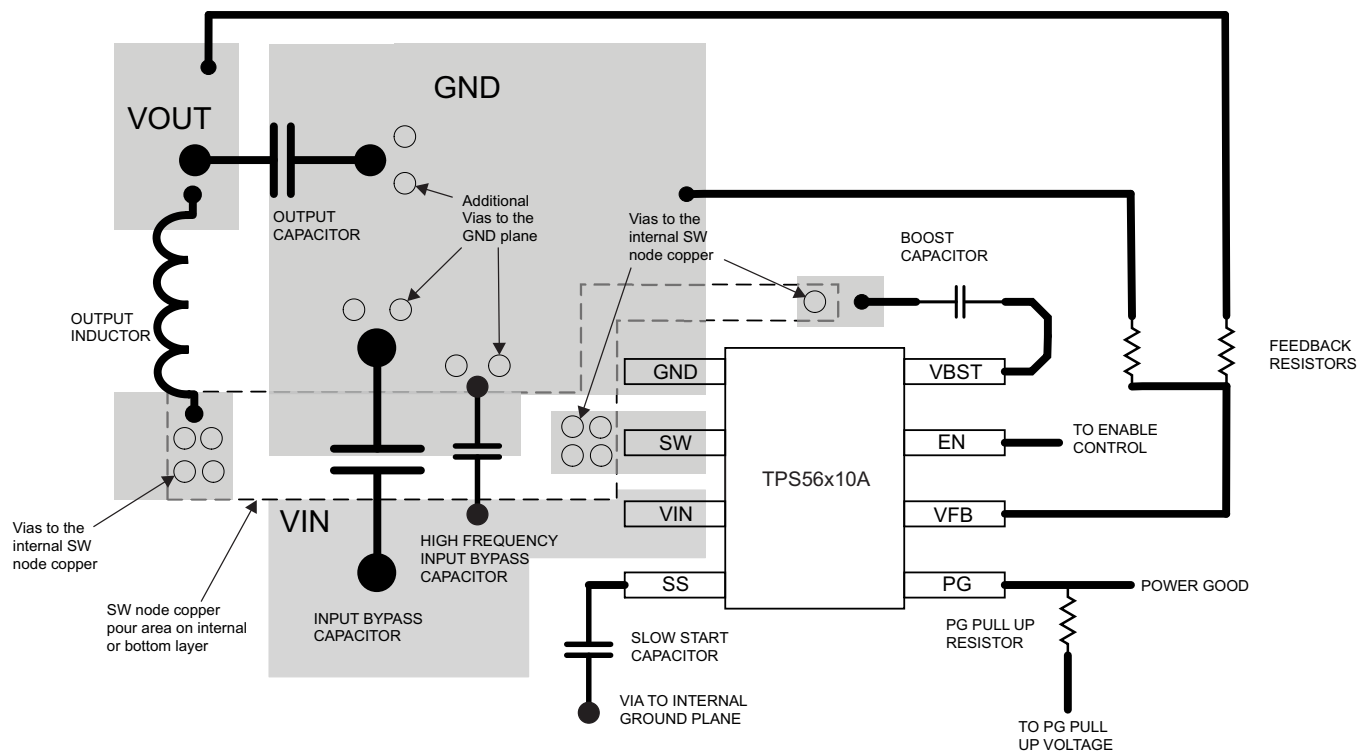 GND
VOUT
OUTPUT
CAPACITOR
Additional
Vias to the
GND plane
Vias to the
internal SW
node copper
BOOST
CAPACITOR
OUTPUT
INDUCTOR
FEEDBACK
RESISTORS
GND
SW
VIN
SS
TPS56x10A
VBST
EN
VFB
PG
TO ENABLE
CONTROL
POWER GOOD
PG PULL UP
RESISTOR
TO PG PULL
UP VOLTAGE
Vias to the
internal SW
node copper
VIN
HIGH FREQUENCY
INPUT BYPASS
CAPACITOR
INPUT BYPASS
CAPACITOR
SW node copper
pour area on internal
or bottom layer
SLOW START
CAPACITOR
VIA TO INTERNAL
GROUND PLANE